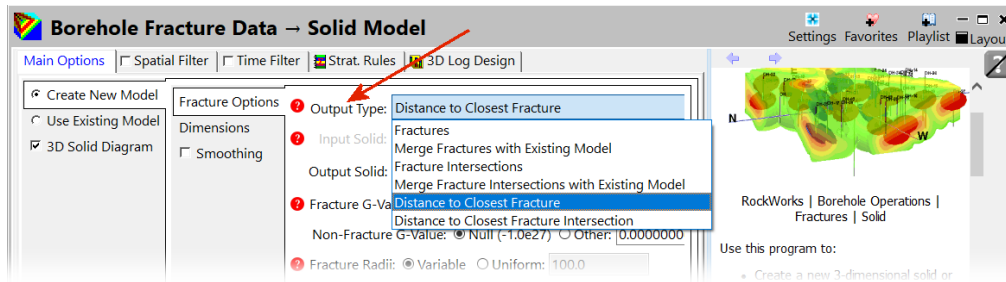 Borehole Fracture Data → Solid Model
Settings Favorites Playlist Layou
Main Options Spatial Filter Time Filter Strat. Rules 3D Log Design
Create New Model
Use Existing Model
3D Solid Diagram
Fracture Options
Dimensions
Smoothing
Output Type: Distance to Closest Fracture
Input Solid:
Output Solid:
Fractures
Merge Fractures with Existing Model
Fracture Intersections
Merge Fracture Intersections with Existing Model
Distance to Closest Fracture
Distance to Closest Fracture Intersection
Fracture G-Va
Non-Fracture G-Value: Null (-1.0e27) Other: 0.0000000
Fracture Radii: Variable Uniform: 100.0
N
W
RockWorks | Borehole Operations |
Fractures | Solid
Use this program to:
• Create a new 3-dimensional solid or